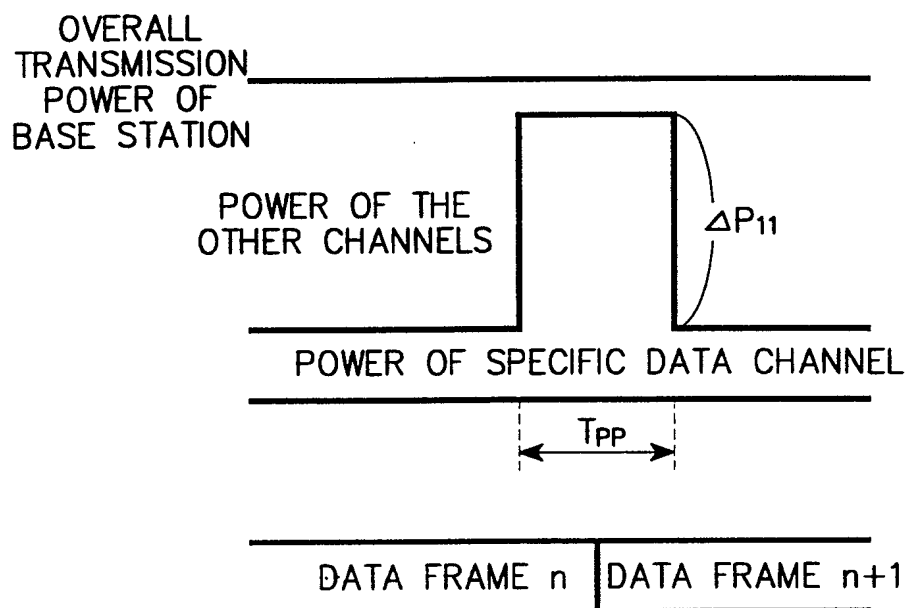 OVERALL
TRANSMISSION
POWER OF
BASE STATION
POWER OF THE
OTHER CHANNELS
△P11
POWER OF SPECIFIC DATA CHANNEL
TPP
DATA FRAME n
DATA FRAME n+1